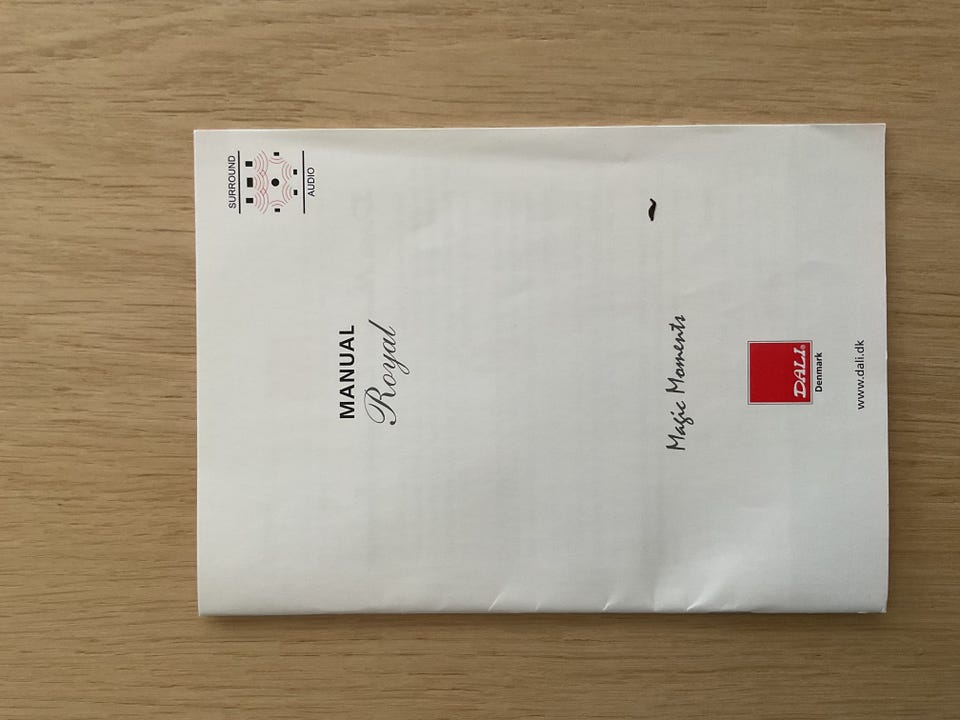 SURROUND
AUDIO
MANUAL
Royal
Magic Moments
DALI®
Denmark
www.dali.dk